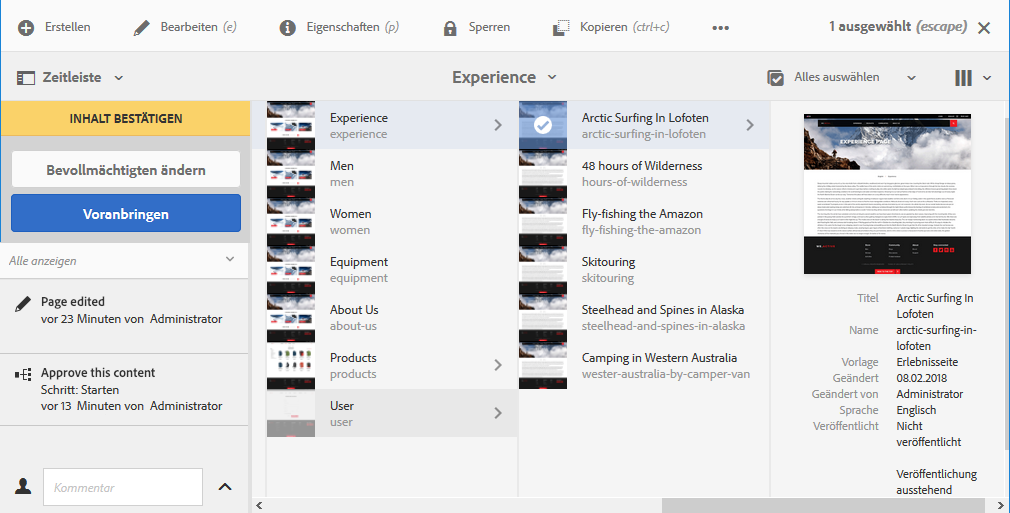 Erstellen
Bearbeiten (e)
Eigenschaften (p)
Sperren
Kopieren (ctrl+c)
1 ausgewählt (escape)
Zeitleiste
Experience
Alles auswählen
INHALT BESTÄTIGEN
Bevollmächtigten ändern
Voranbringen
Alle anzeigen
Page edited
vor 23 Minuten von Administrator
Approve this content
Schritt: Starten
vor 13 Minuten von Administrator
Kommentar
Experience
experience
Men
men
Women
women
Equipment
equipment
About Us
about-us
Products
products
User
user
Arctic Surfing In Lofoten
arctic-surfing-in-lofoten
48 hours of Wilderness
hours-of-wilderness
Fly-fishing the Amazon
fly-fishing-the-amazon
Skitouring
skitouring
Steelhead and Spines in Alaska
steelhead-and-spines-in-alaska
Camping in Western Australia
wester-australia-by-camper-van
EXPERIENCE PAGE
Titel Arctic Surfing In
Lofoten
Name arctic-surfing-in-
lofoten
Vorlage Erlebnisseite
Geändert 08.02.2018
Geändert von Administrator
Sprache Englisch
Veröffentlicht Nicht
veröffentlicht
Veröffentlichung
ausstehend